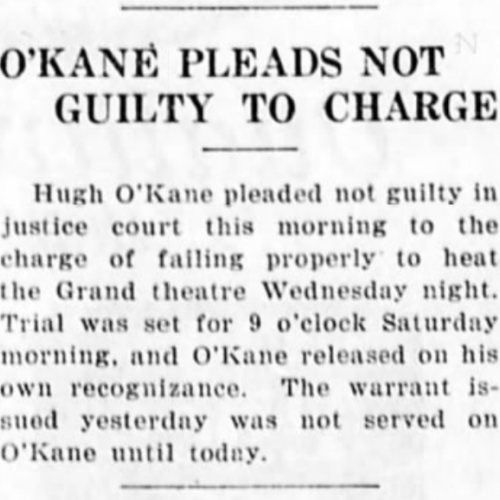 O'KANE PLEADS NOT
GUILTY TO CHARGE
Hugh O'Kane pleaded not guilty in
justice court this morning to the
charge of failing properly to heat
the Grand theatre Wednesday night.
Trial was set for 9 o'clock Saturday
morning, and O'Kane released on his
own recognizance. The warrant is-
sued yesterday was not served on
O'Kane until today.